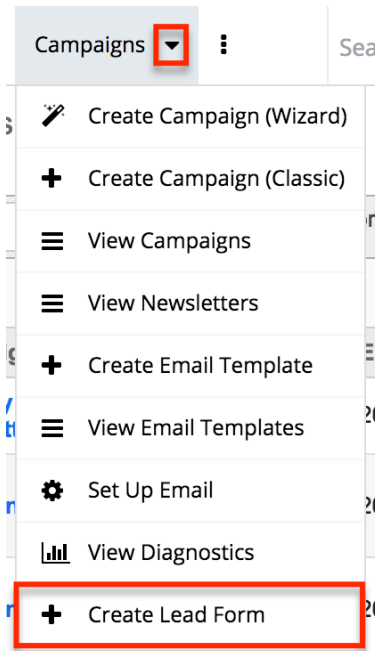 Campaigns
Sea
Create Campaign (Wizard)
Create Campaign (Classic)
View Campaigns
View Newsletters
Create Email Template
View Email Templates
Set Up Email
View Diagnostics
Create Lead Form